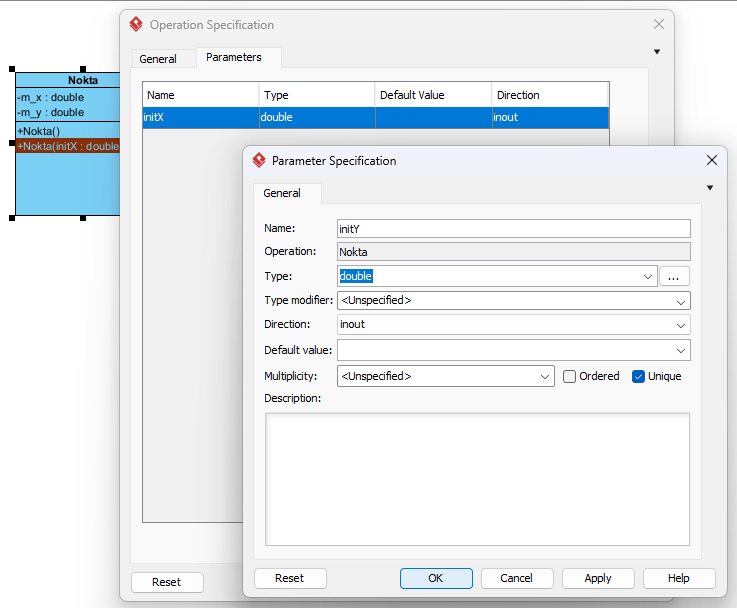 Operation Specification
General
Parameters
Name Type Default Value Direction
initX double inout
Nokta
-m_x : double
-m_y : double
+Nokta()
+Nokta(initX : double
Parameter Specification
General
Name: initY
Operation: Nokta
Type: double ...
Type modifier: <Unspecified>
Direction: inout
Default value:
Multiplicity: <Unspecified> Ordered Unique
Description:
Reset
Reset OK Cancel Apply Help